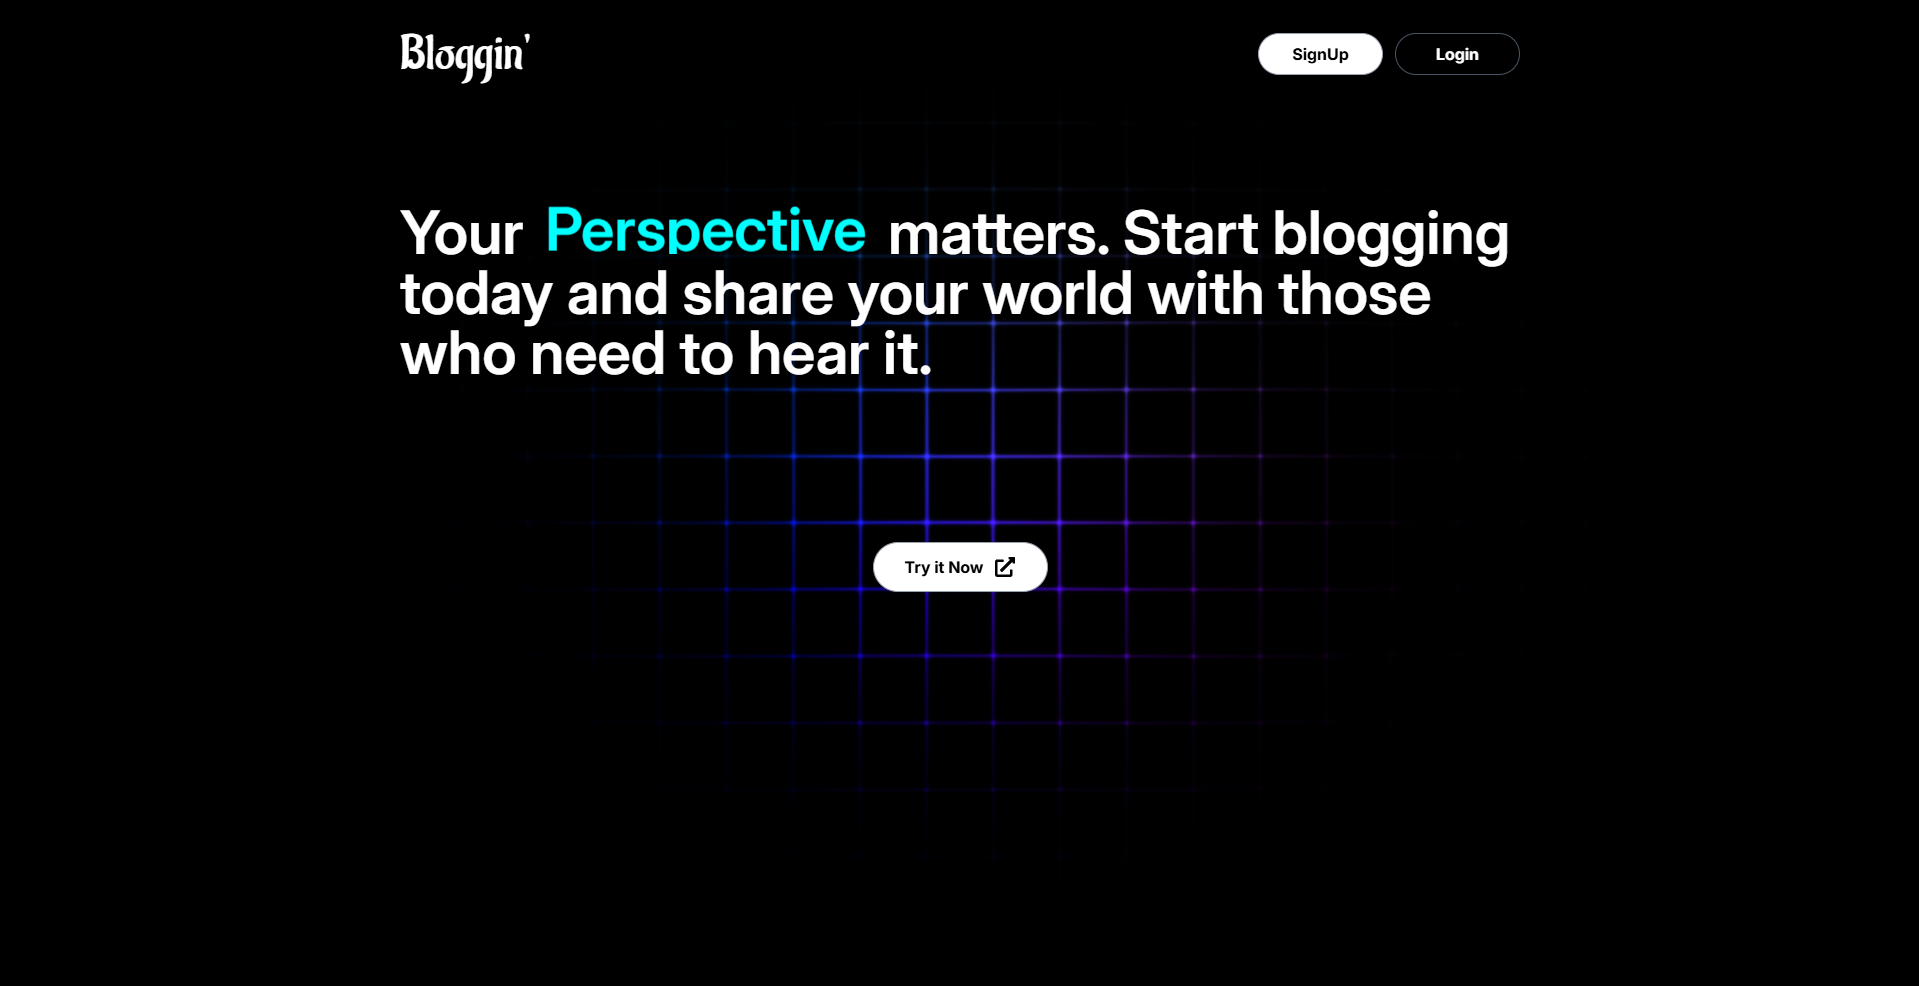 Bloggin'
SignUp
Login
Your Perspective matters. Start blogging
today and share your world with those
who need to hear it.
Try it Now